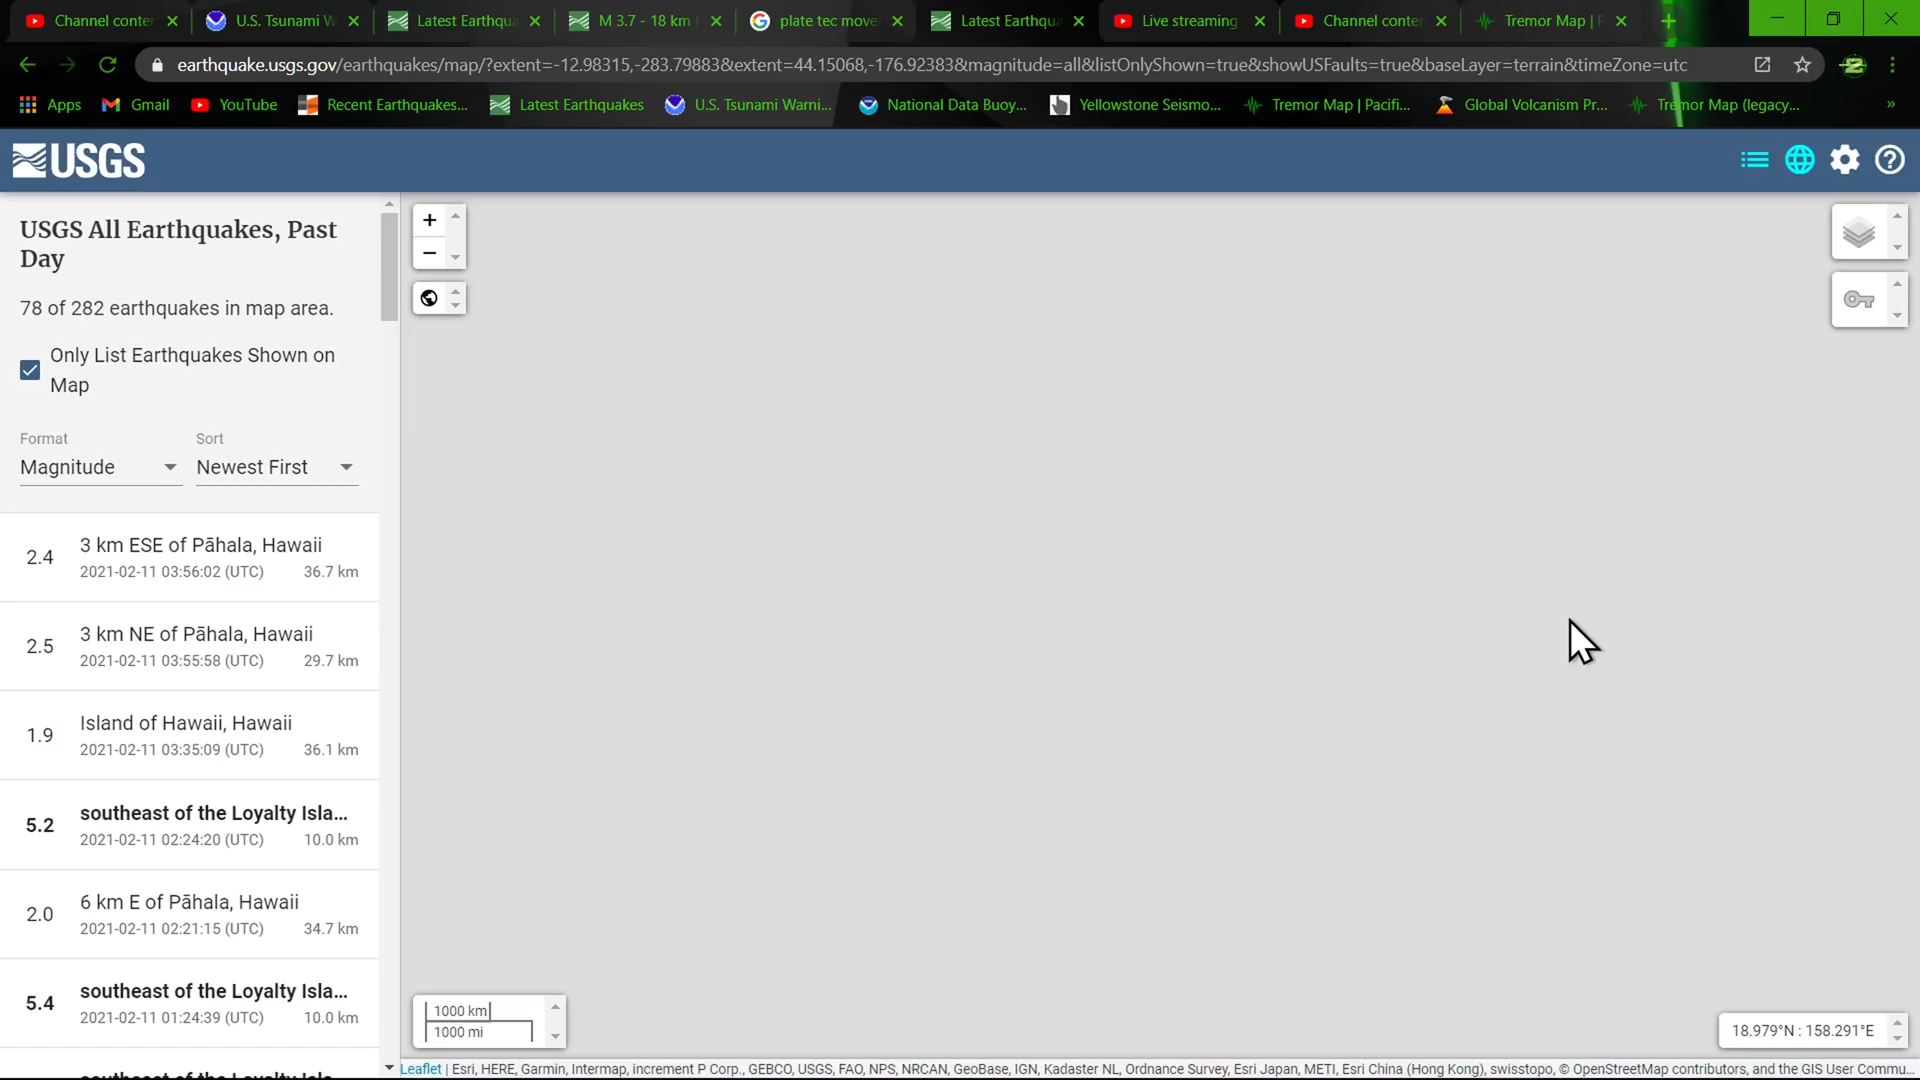 Channel conter
U.S. Tsunami W
Latest Earthqua
M 3.7 - 18 km
plate tec move
Latest Earthqua
Live streaming
Channel conter
Tremor Map | P
earthquake.usgs.gov/earthquakes/map/?extent=-12.98315,-283.79883&extent=44.15068,-176.92383&magnitude=all&listOnlyShown=true&showUSFaults=true&baseLayer=terrain&timeZone=utc
Apps
Gmail
YouTube
Recent Earthquakes...
Latest Earthquakes
U.S. Tsunami Warni...
National Data Buoy...
Yellowstone Seismo...
Tremor Map | Pacifi...
Global Volcanism Pr...
Tremor Map (legacy...
»
USGS
USGS All Earthquakes, Past
Day
78 of 282 earthquakes in map area.
Only List Earthquakes Shown on
Map
Format
Sort
Magnitude
Newest First
2.4
3 km ESE of Pāhala, Hawaii
2021-02-11 03:56:02 (UTC) 36.7 km
2.5
3 km NE of Pāhala, Hawaii
2021-02-11 03:55:58 (UTC) 29.7 km
1.9
Island of Hawaii, Hawaii
2021-02-11 03:35:09 (UTC) 36.1 km
5.2
southeast of the Loyalty Isla...
2021-02-11 02:24:20 (UTC) 10.0 km
2.0
6 km E of Pāhala, Hawaii
2021-02-11 02:21:15 (UTC) 34.7 km
5.4
southeast of the Loyalty Isla...
2021-02-11 01:24:39 (UTC) 10.0 km
+
−
1000 km
1000 mi
18.979°N : 158.291°E
Leaflet | Esri, HERE, Garmin, Intermap, increment P Corp., GEBCO, USGS, FAO, NPS, NRCAN, GeoBase, IGN, Kadaster NL, Ordnance Survey, Esri Japan, METI, Esri China (Hong Kong), swisstopo, © OpenStreetMap contributors, and the GIS User Commu...